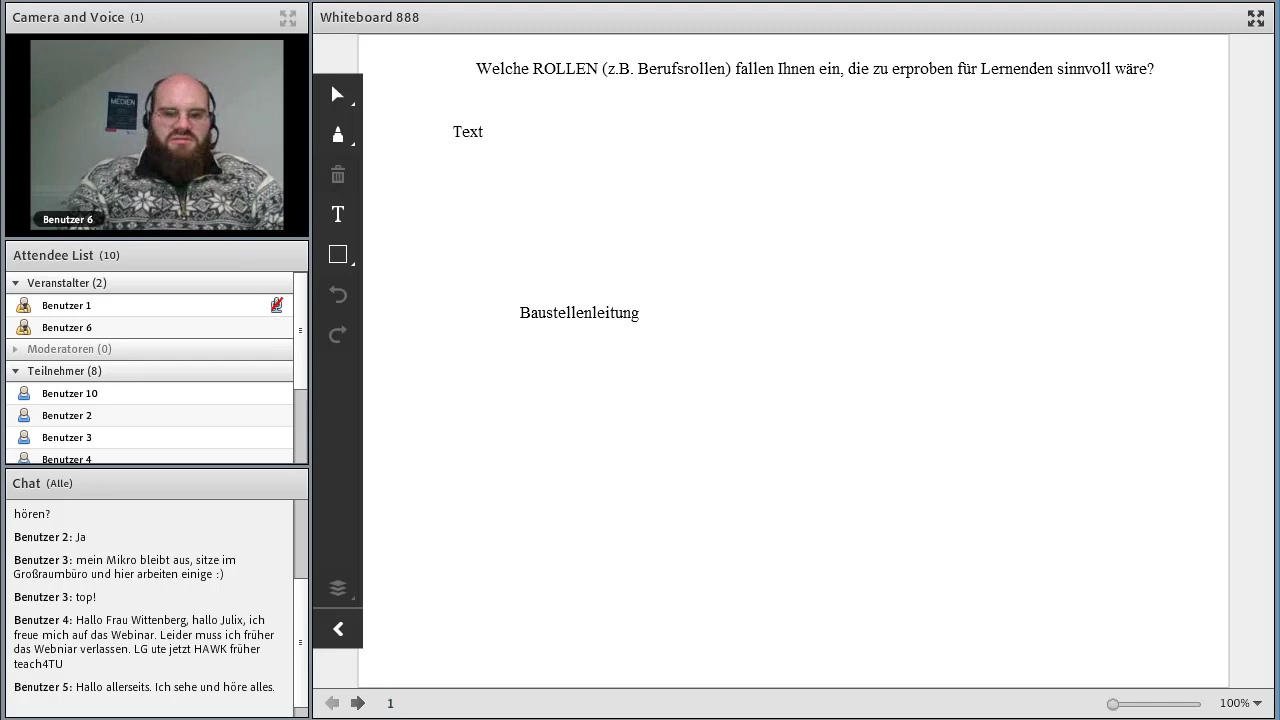 Camera and Voice (1)
MEDIEN
Benutzer 6
Attendee List (10)
Veranstalter (2)
Benutzer 1
Benutzer 6
Moderatoren (0)
Teilnehmer (8)
Benutzer 10
Benutzer 2
Benutzer 3
Benutzer 4
Chat (Alle)
hören?
Benutzer 2: Ja
Benutzer 3: mein Mikro bleibt aus, sitze im
Großraumbüro und hier arbeiten einige :)
Benutzer 3: top!
Benutzer 4: Hallo Frau Wittenberg, hallo Julix, ich
freue mich auf das Webinar. Leider muss ich früher
das Webniar verlassen. LG ute jetzt HAWK früher
teach4TU
Benutzer 5: Hallo allerseits. Ich sehe und höre alles.
Whiteboard 888
Welche ROLLEN (z.B. Berufsrollen) fallen Ihnen ein, die zu erproben für Lernenden sinnvoll wäre?
Text
T
Baustellenleitung
1
100%